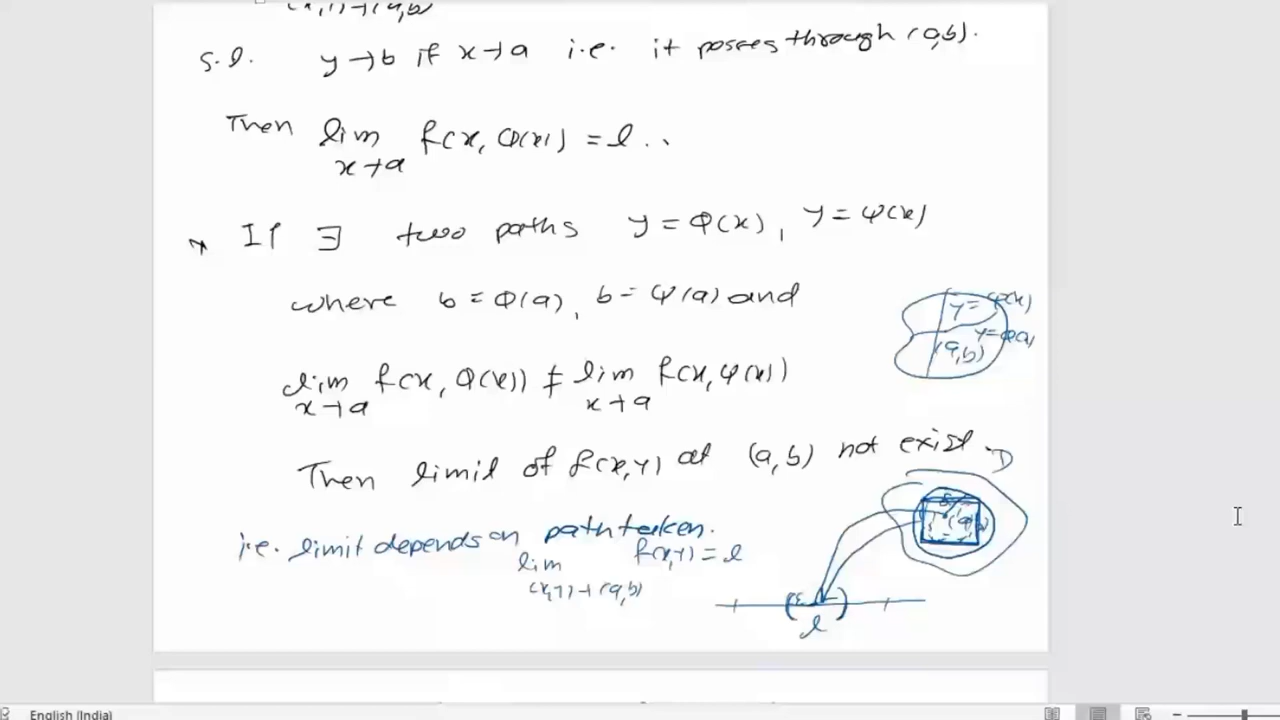 (x,y)→(a,b)
s.t. y→b if x→a i.e. it posses through (a,b).
Then lim f(x, φ(x)) = l..
x→a
* If ∃ two paths y = φ(x), y = ψ(x)
where b = φ(a), b = ψ(a) and
y=ψ(x)
y=φ(x)
(a,b)
lim f(x, φ(x)) ≠ lim f(x, ψ(x))
x→a x→a
Then limit of f(x,y) at (a,b) not exist.
D
δ
(a,b)
i.e. limit depends on path taken.
lim f(x,y) = l
(x,y)→(a,b)
l
English (India)